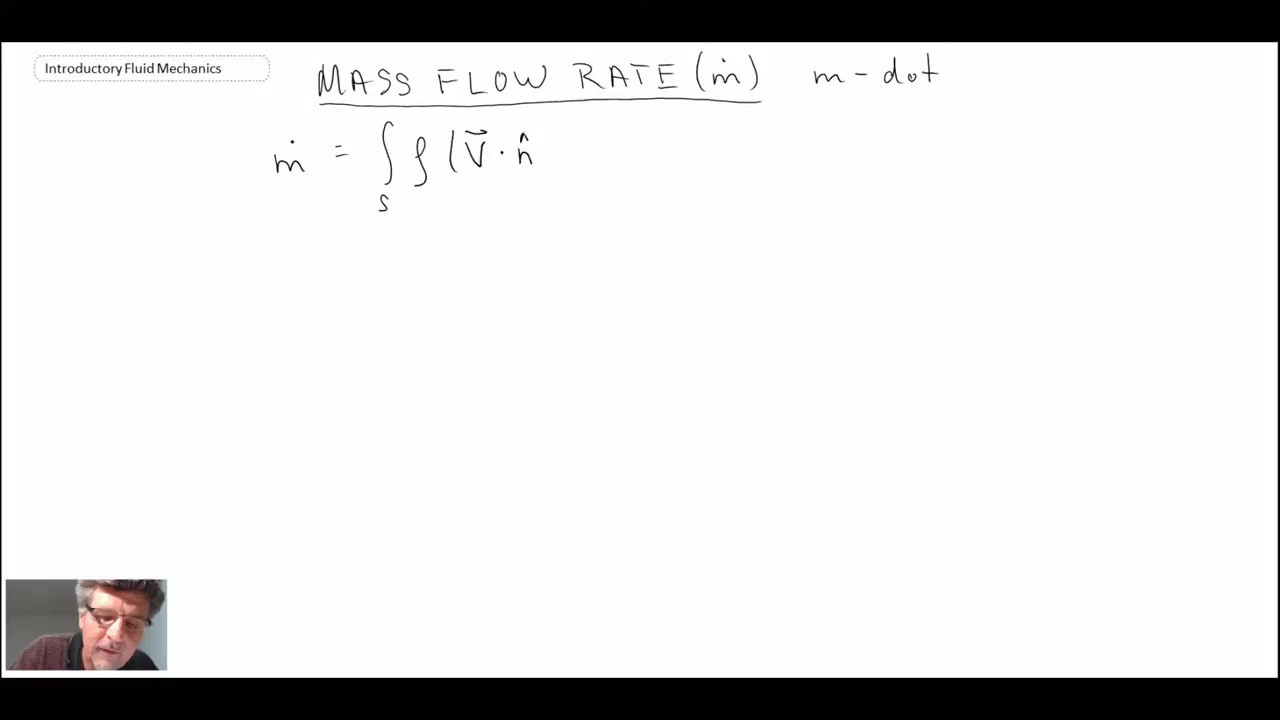 Introductory Fluid Mechanics
MASS FLOW RATE (ṁ) m-dot
ṁ = ∫ ρ (V⃗ · n̂
s